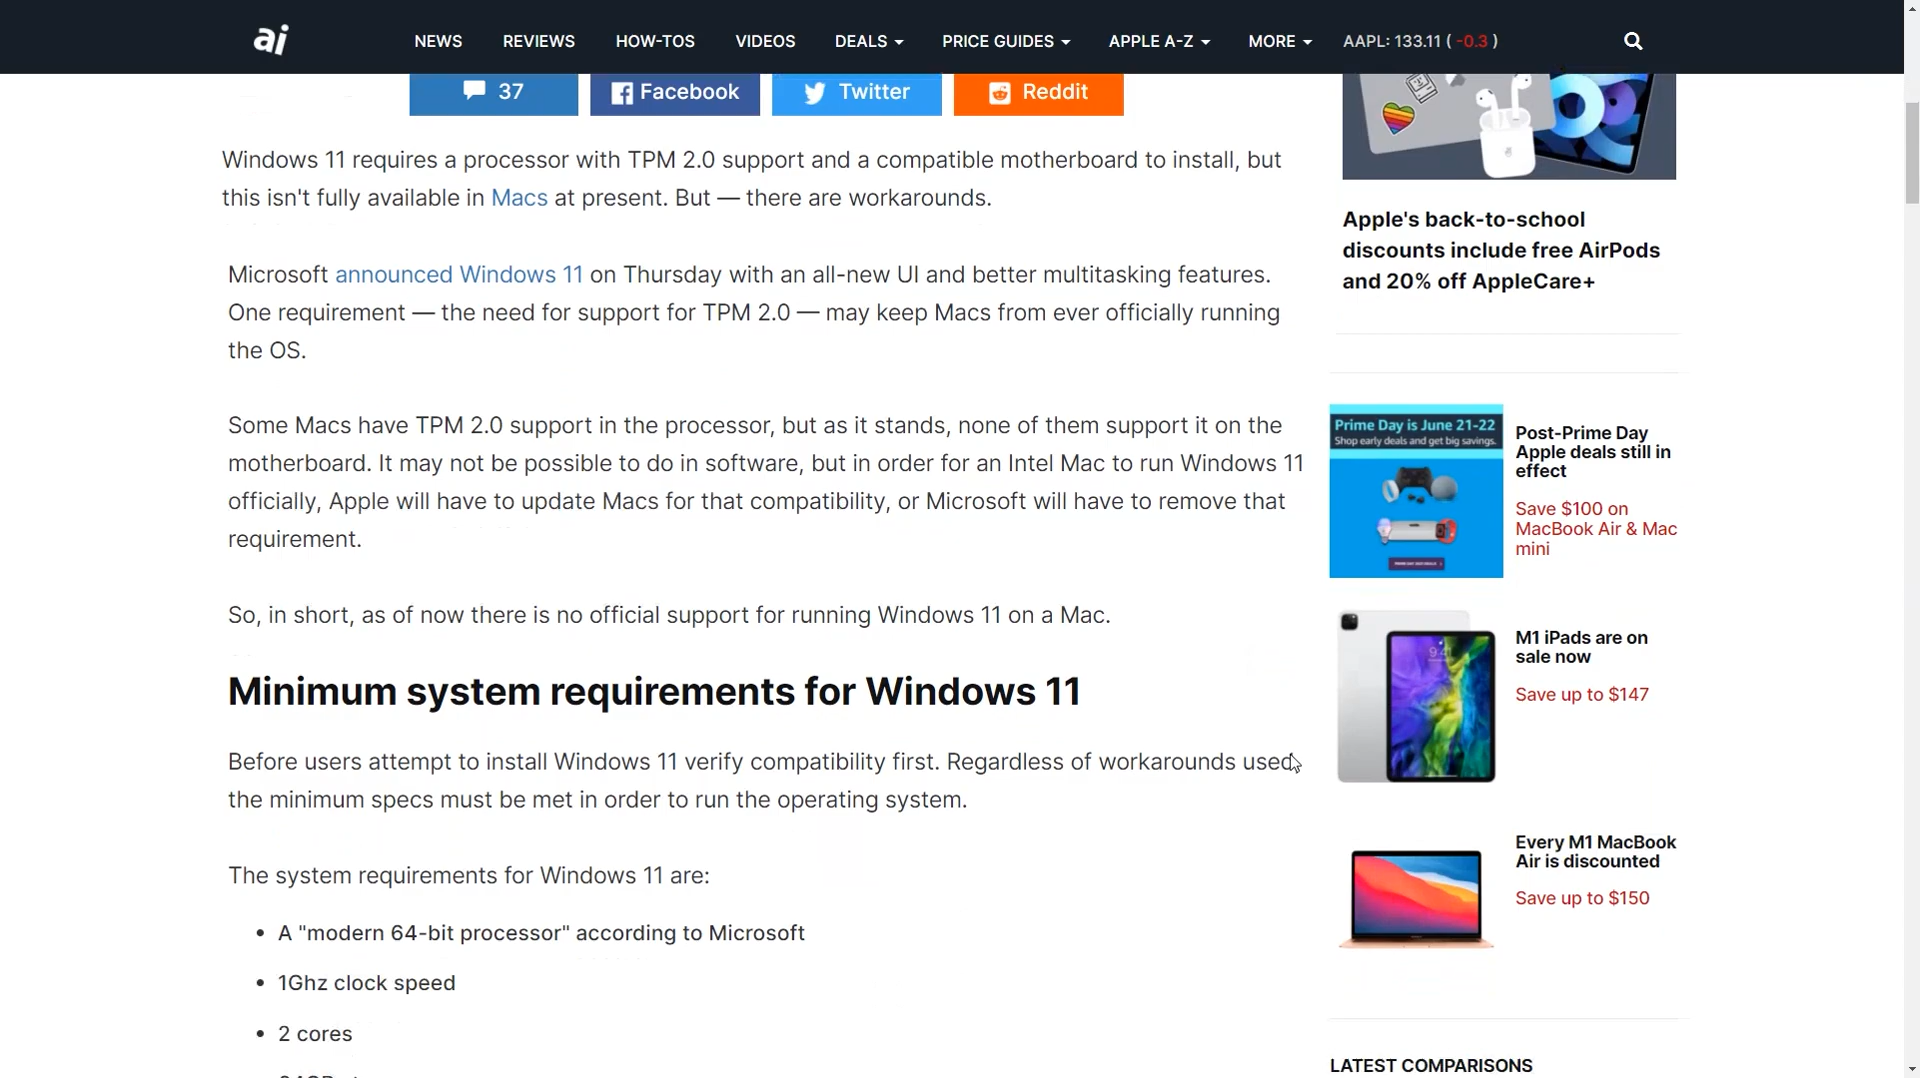 ai
NEWS REVIEWS HOW-TOS VIDEOS DEALS PRICE GUIDES APPLE A-Z MORE AAPL: 133.11 ( -0.3 )
37 Facebook Twitter Reddit
Windows 11 requires a processor with TPM 2.0 support and a compatible motherboard to install, but
this isn't fully available in Macs at present. But — there are workarounds.
Microsoft announced Windows 11 on Thursday with an all-new UI and better multitasking features.
One requirement — the need for support for TPM 2.0 — may keep Macs from ever officially running
the OS.
Some Macs have TPM 2.0 support in the processor, but as it stands, none of them support it on the
motherboard. It may not be possible to do in software, but in order for an Intel Mac to run Windows 11
officially, Apple will have to update Macs for that compatibility, or Microsoft will have to remove that
requirement.
So, in short, as of now there is no official support for running Windows 11 on a Mac.
Minimum system requirements for Windows 11
Before users attempt to install Windows 11 verify compatibility first. Regardless of workarounds used,
the minimum specs must be met in order to run the operating system.
The system requirements for Windows 11 are:
• A "modern 64-bit processor" according to Microsoft
• 1Ghz clock speed
• 2 cores
Apple's back-to-school
discounts include free AirPods
and 20% off AppleCare+
Prime Day is June 21-22
Shop early deals and get big savings.
Post-Prime Day
Apple deals still in
effect
Save $100 on
MacBook Air & Mac
mini
M1 iPads are on
sale now
Save up to $147
9:41
Every M1 MacBook
Air is discounted
Save up to $150
LATEST COMPARISONS